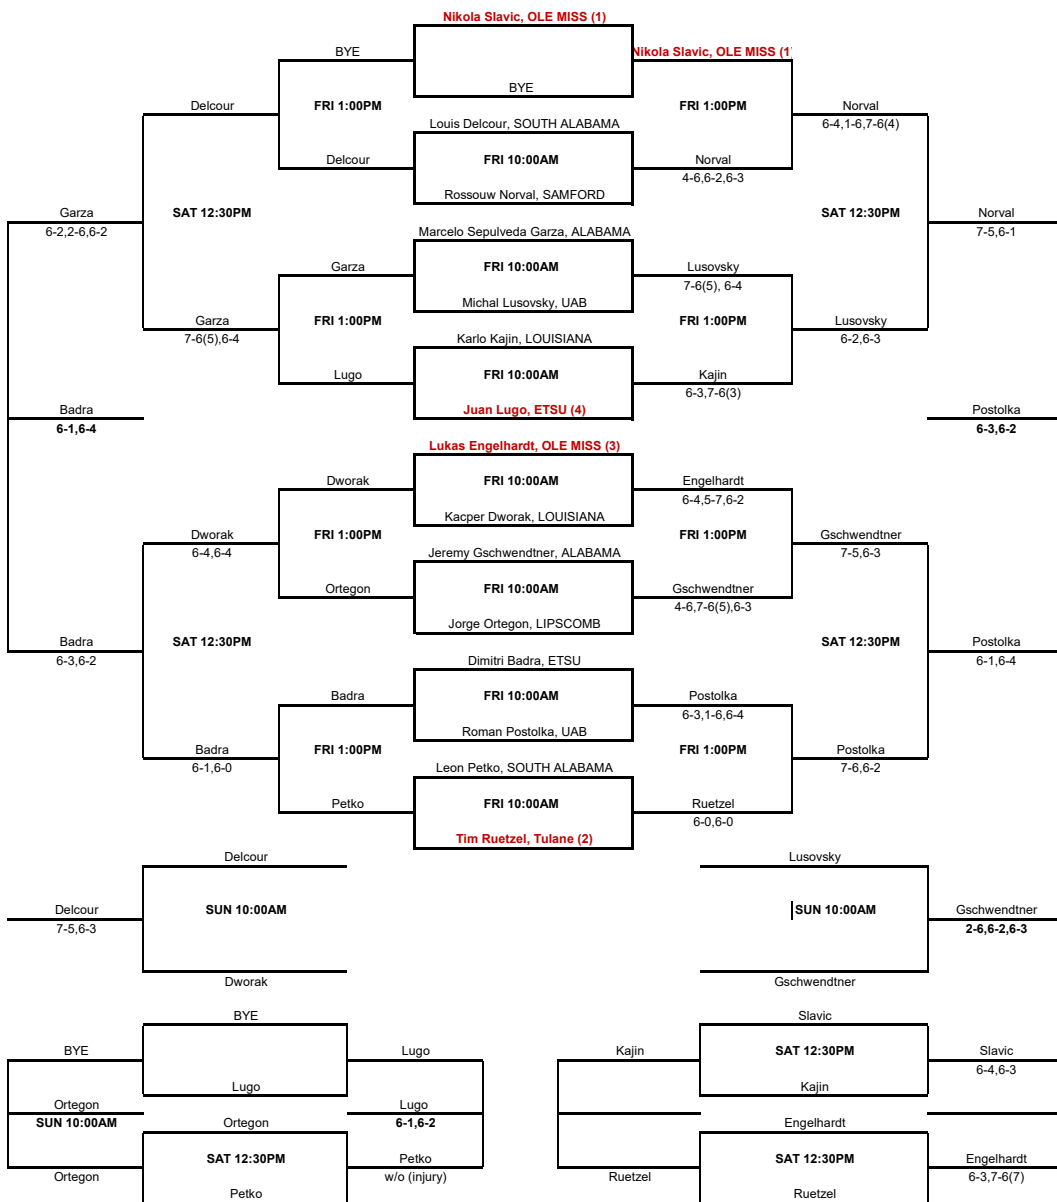 Nikola Slavic, OLE MISS (1)
BYE
Nikola Slavic, OLE MISS (1)
BYE
Delcour
FRI 1:00PM
FRI 1:00PM
Norval
6-4,1-6,7-6(4)
Louis Delcour, SOUTH ALABAMA
Delcour
FRI 10:00AM
Norval
4-6,6-2,6-3
Rossouw Norval, SAMFORD
Garza
6-2,2-6,6-2
SAT 12:30PM
SAT 12:30PM
Norval
7-5,6-1
Marcelo Sepulveda Garza, ALABAMA
Garza
FRI 10:00AM
Lusovsky
7-6(5), 6-4
Michal Lusovsky, UAB
Garza
7-6(5),6-4
FRI 1:00PM
FRI 1:00PM
Lusovsky
6-2,6-3
Karlo Kajin, LOUISIANA
Lugo
FRI 10:00AM
Kajin
6-3,7-6(3)
Juan Lugo, ETSU (4)
Badra
6-1,6-4
Postolka
6-3,6-2
Lukas Engelhardt, OLE MISS (3)
Dworak
FRI 10:00AM
Engelhardt
6-4,5-7,6-2
Kacper Dworak, LOUISIANA
Dworak
6-4,6-4
FRI 1:00PM
FRI 1:00PM
Gschwendtner
7-5,6-3
Jeremy Gschwendtner, ALABAMA
Ortegon
FRI 10:00AM
Gschwendtner
4-6,7-6(5),6-3
Jorge Ortegon, LIPSCOMB
Badra
6-3,6-2
SAT 12:30PM
SAT 12:30PM
Postolka
6-1,6-4
Dimitri Badra, ETSU
Badra
FRI 10:00AM
Postolka
6-3,1-6,6-4
Roman Postolka, UAB
Badra
6-1,6-0
FRI 1:00PM
FRI 1:00PM
Postolka
7-6,6-2
Leon Petko, SOUTH ALABAMA
Petko
FRI 10:00AM
Ruetzel
6-0,6-0
Tim Ruetzel, Tulane (2)
Delcour
Lusovsky
Delcour
7-5,6-3
SUN 10:00AM
SUN 10:00AM
Gschwendtner
2-6,6-2,6-3
Dworak
Gschwendtner
BYE
Slavic
BYE
Lugo
Kajin
SAT 12:30PM
Slavic
6-4,6-3
Lugo
Kajin
Ortegon
SUN 10:00AM
Lugo
6-1,6-2
Ortegon
Engelhardt
Ortegon
SAT 12:30PM
Petko
w/o (injury)
Ruetzel
SAT 12:30PM
Engelhardt
6-3,7-6(7)
Petko
Ruetzel